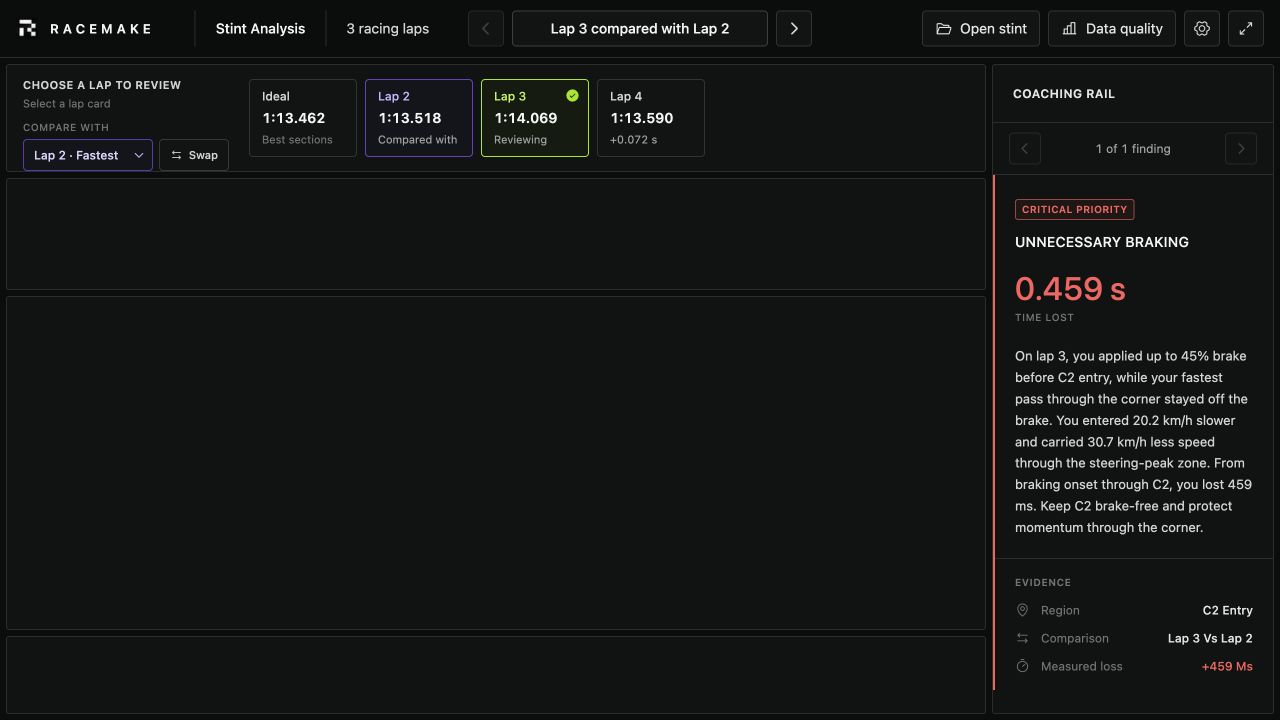 RACEMAKE
Stint Analysis
3 racing laps
Lap 3 compared with Lap 2
Open stint
Data quality
CHOOSE A LAP TO REVIEW
Select a lap card
COMPARE WITH
Lap 2 · Fastest
Swap
Ideal
1:13.462
Best sections
Lap 2
1:13.518
Compared with
Lap 3
1:14.069
Reviewing
Lap 4
1:13.590
+0.072 s
COACHING RAIL
1 of 1 finding
CRITICAL PRIORITY
UNNECESSARY BRAKING
0.459 s
TIME LOST
On lap 3, you applied up to 45% brake
before C2 entry, while your fastest
pass through the corner stayed off the
brake. You entered 20.2 km/h slower
and carried 30.7 km/h less speed
through the steering-peak zone. From
braking onset through C2, you lost 459
ms. Keep C2 brake-free and protect
momentum through the corner.
EVIDENCE
Region C2 Entry
Comparison Lap 3 Vs Lap 2
Measured loss +459 Ms